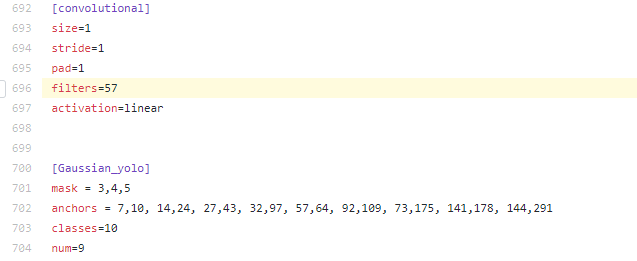 692 [convolutional]
693 size=1
694 stride=1
695 pad=1
696 filters=57
697 activation=linear
698
699
700 [Gaussian_yolo]
701 mask = 3,4,5
702 anchors = 7,10, 14,24, 27,43, 32,97, 57,64, 92,109, 73,175, 141,178, 144,291
703 classes=10
704 num=9